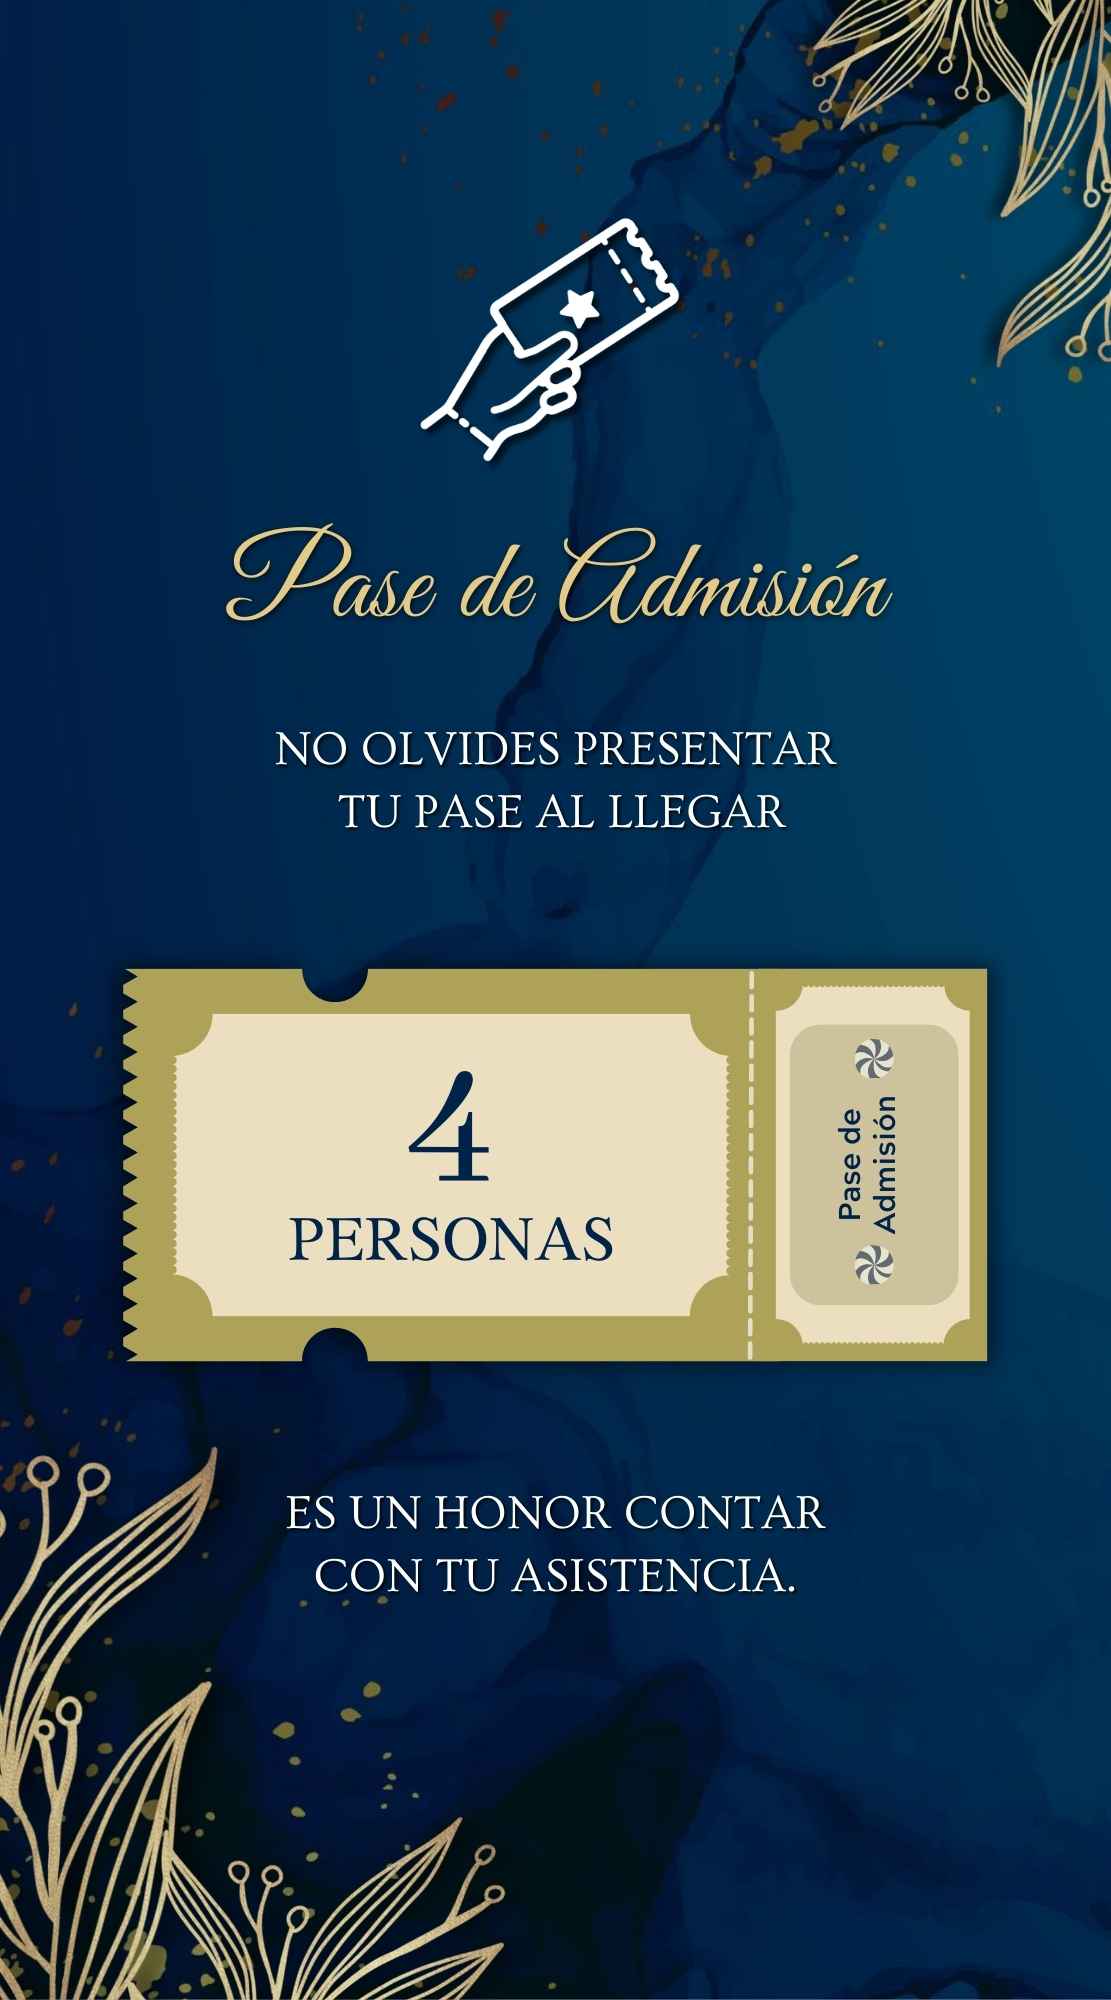 Pase de Admisión
NO OLVIDES PRESENTAR
TU PASE AL LLEGAR
4
PERSONAS
Pase de
Admisión
ES UN HONOR CONTAR
CON TU ASISTENCIA.